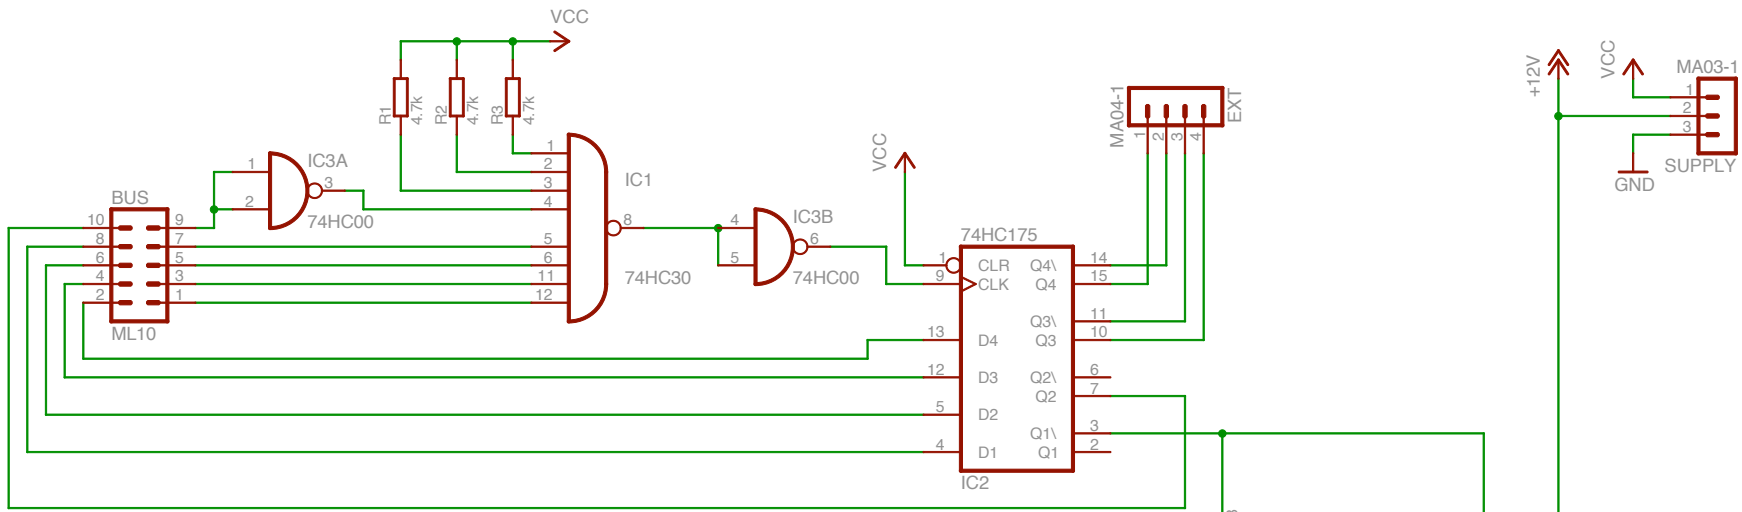 VCC
R1
4.7k
R2
4.7k
R3
4.7k
1
2
3
4
5
6
11
12
IC1
8
74HC30
1
2
IC3A
3
74HC00
BUS
10
8
6
4
2
9
7
5
3
1
ML10
4
5
IC3B
6
74HC00
VCC
74HC175
1
9
13
12
5
4
CLR
CLK
D4
D3
D2
D1
Q4\
Q4
Q3\
Q3
Q2\
Q2
Q1\
Q1
14
15
11
10
6
7
3
2
IC2
MA04-1
1
2
3
4
EXT
+12V
VCC
MA03-1
1
2
3
SUPPLY
GND